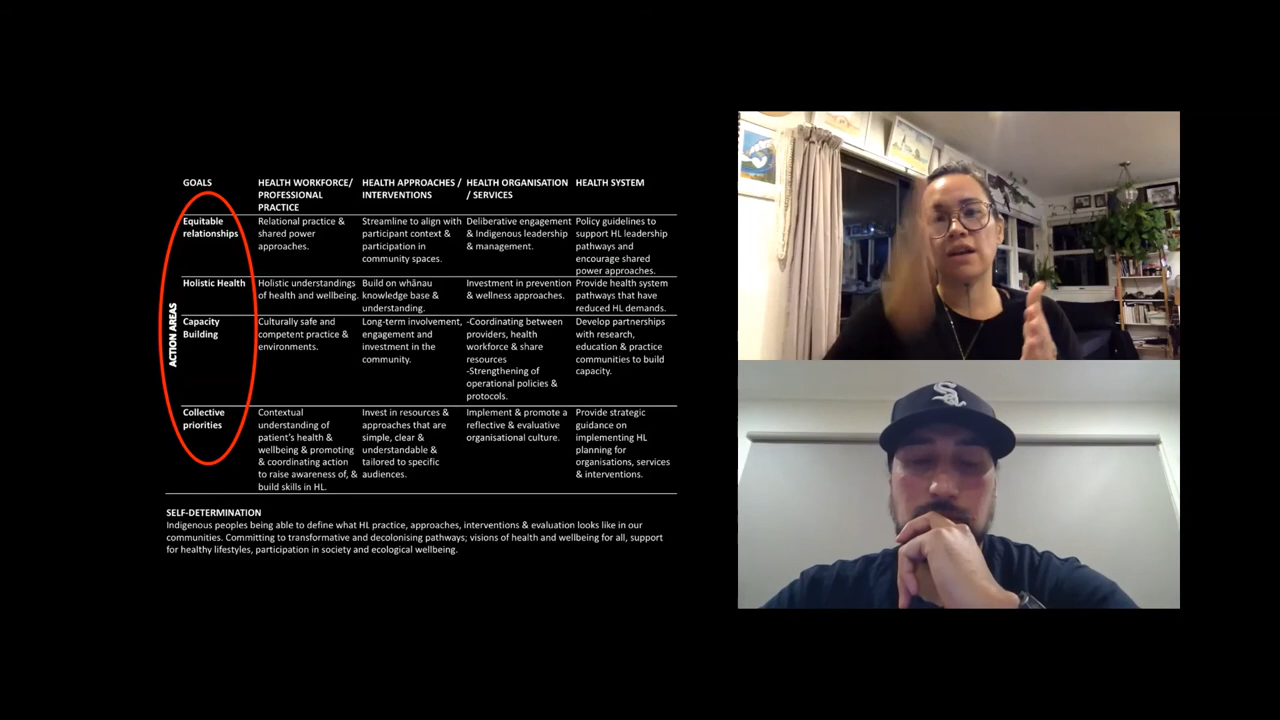 GOALS
HEALTH WORKFORCE/
PROFESSIONAL
PRACTICE
HEALTH APPROACHES /
INTERVENTIONS
HEALTH ORGANISATION
/ SERVICES
HEALTH SYSTEM
ACTION AREAS
Equitable
relationships
Relational practice &
shared power
approaches.
Streamline to align with
participant context &
participation in
community spaces.
Deliberative engagement
& Indigenous leadership
& management.
Policy guidelines to
support HL leadership
pathways and
encourage shared
power approaches.
Holistic Health
Holistic understandings
of health and wellbeing.
Build on whānau
knowledge base &
understanding.
Investment in prevention
& wellness approaches.
Provide health system
pathways that have
reduced HL demands.
Capacity
Building
Culturally safe and
competent practice &
environments.
Long-term involvement,
engagement and
investment in the
community.
-Coordinating between
providers, health
workforce & share
resources
-Strengthening of
operational policies &
protocols.
Develop partnerships
with research,
education & practice
communities to build
capacity.
Collective
priorities
Contextual
understanding of
patient's health &
wellbeing & promoting
& coordinating action
to raise awareness of, &
build skills in HL.
Invest in resources &
approaches that are
simple, clear &
understandable &
tailored to specific
audiences.
Implement & promote a
reflective & evaluative
organisational culture.
Provide strategic
guidance on
implementing HL
planning for
organisations, services
& interventions.
SELF-DETERMINATION
Indigenous peoples being able to define what HL practice, approaches, interventions & evaluation looks like in our
communities. Committing to transformative and decolonising pathways; visions of health and wellbeing for all, support
for healthy lifestyles, participation in society and ecological wellbeing.